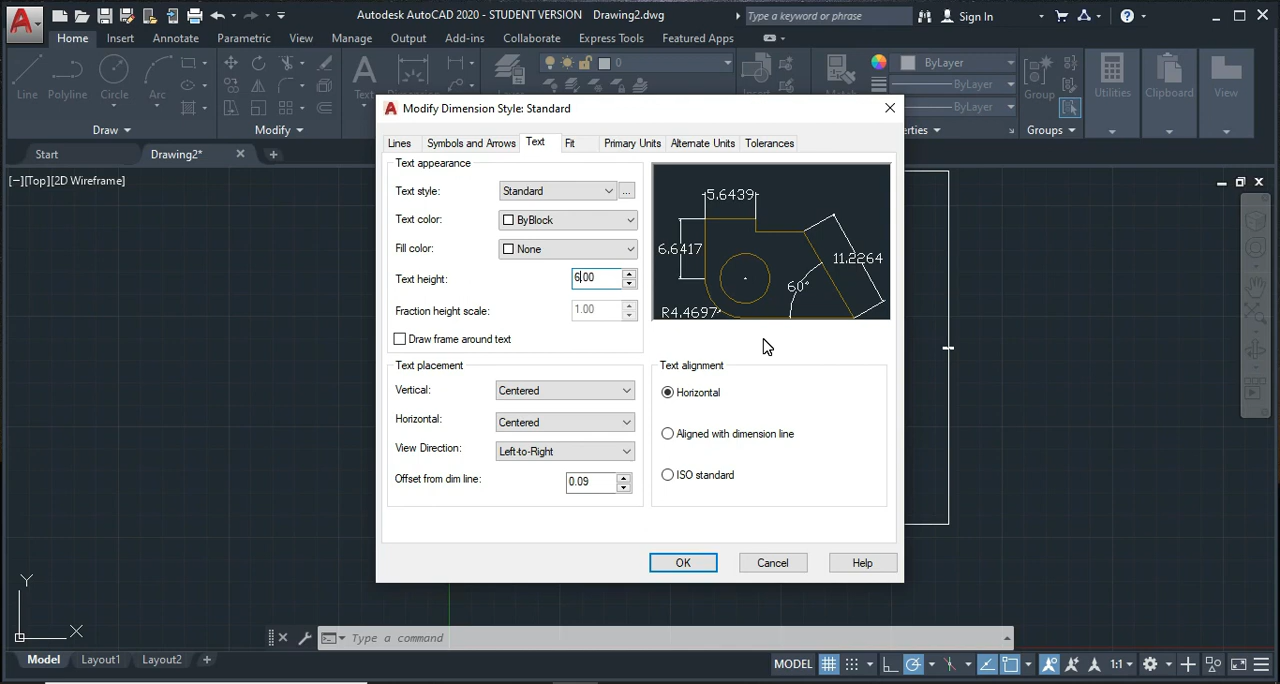 Autodesk AutoCAD 2020 - STUDENT VERSION Drawing2.dwg
Type a keyword or phrase
Sign In
Home Insert Annotate Parametric View Manage Output Add-ins Collaborate Express Tools Featured Apps
0
ByLayer
Line Polyline Circle Arc
Text
Group
Utilities
Clipboard
View
ByLayer
ByLayer
Draw
Modify
Groups
Start
Drawing2*
[−][Top][2D Wireframe]
Modify Dimension Style: Standard
Lines Symbols and Arrows Text Fit Primary Units Alternate Units Tolerances
Text appearance
Text style: Standard ...
Text color: ByBlock
Fill color: None
Text height: 6.00
Fraction height scale: 1.00
Draw frame around text
5.6439
6.6417
11.2264
60°
R4.4697
Text placement
Vertical: Centered
Horizontal: Centered
View Direction: Left-to-Right
Offset from dim line: 0.09
Text alignment
Horizontal
Aligned with dimension line
ISO standard
OK Cancel Help
Y
X
Type a command
Model Layout1 Layout2 +
MODEL
1:1